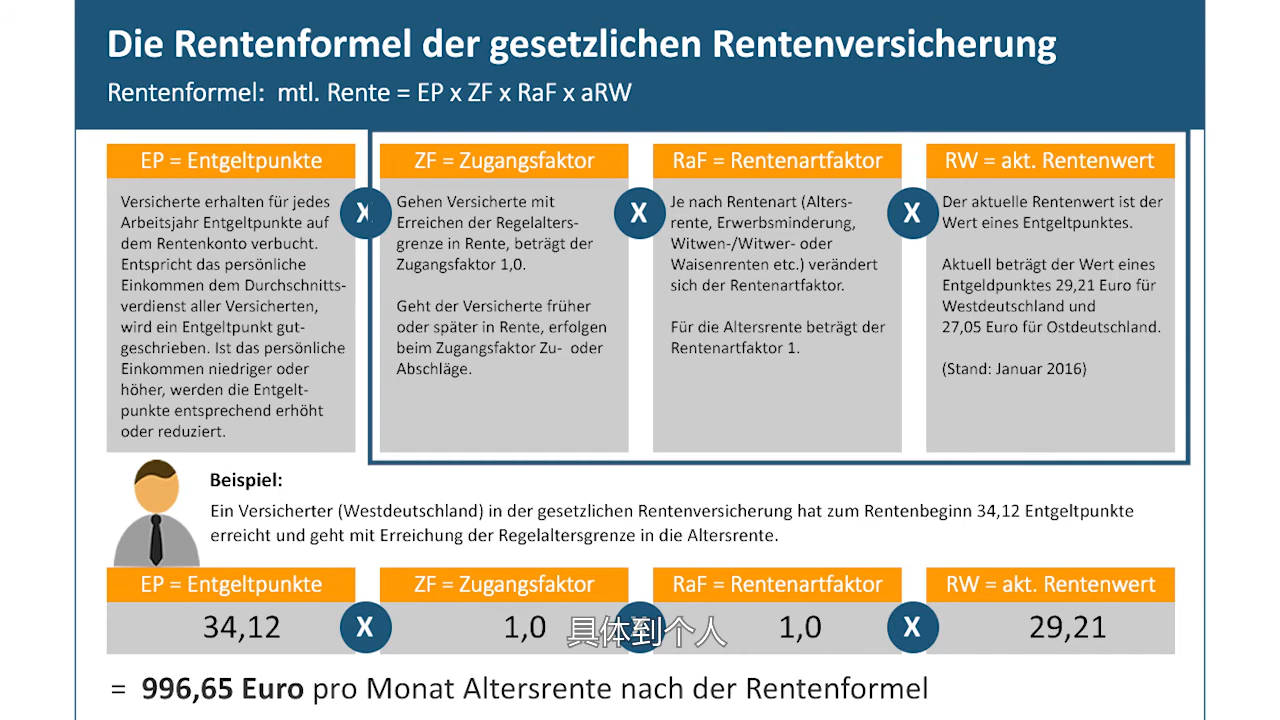 Die Rentenformel der gesetzlichen Rentenversicherung
Rentenformel: mtl. Rente = EP x ZF x RaF x aRW
EP = Entgeltpunkte
Versicherte erhalten für jedes
Arbeitsjahr Entgeltpunkte auf
dem Rentenkonto verbucht.
Entspricht das persönliche
Einkommen dem Durchschnitts-
verdienst aller Versicherten,
wird ein Entgeltpunkt gut-
geschrieben. Ist das persönliche
Einkommen niedriger oder
höher, werden die Entgelt-
punkte entsprechend erhöht
oder reduziert.
X
ZF = Zugangsfaktor
Gehen Versicherte mit
Erreichen der Regelalters-
grenze in Rente, beträgt der
Zugangsfaktor 1,0.
Geht der Versicherte früher
oder später in Rente, erfolgen
beim Zugangsfaktor Zu- oder
Abschläge.
X
RaF = Rentenartfaktor
Je nach Rentenart (Alters-
rente, Erwerbsminderung,
Witwen-/Witwer- oder
Waisenrenten etc.) verändert
sich der Rentenartfaktor.
Für die Altersrente beträgt der
Rentenartfaktor 1.
X
RW = akt. Rentenwert
Der aktuelle Rentenwert ist der
Wert eines Entgeltpunktes.
Aktuell beträgt der Wert eines
Entgeldpunktes 29,21 Euro für
Westdeutschland und
27,05 Euro für Ostdeutschland.
(Stand: Januar 2016)
Beispiel:
Ein Versicherter (Westdeutschland) in der gesetzlichen Rentenversicherung hat zum Rentenbeginn 34,12 Entgeltpunkte
erreicht und geht mit Erreichung der Regelaltersgrenze in die Altersrente.
EP = Entgeltpunkte
34,12
X
ZF = Zugangsfaktor
1,0
X
RaF = Rentenartfaktor
1,0
X
RW = akt. Rentenwert
29,21
具体到个人
= 996,65 Euro pro Monat Altersrente nach der Rentenformel